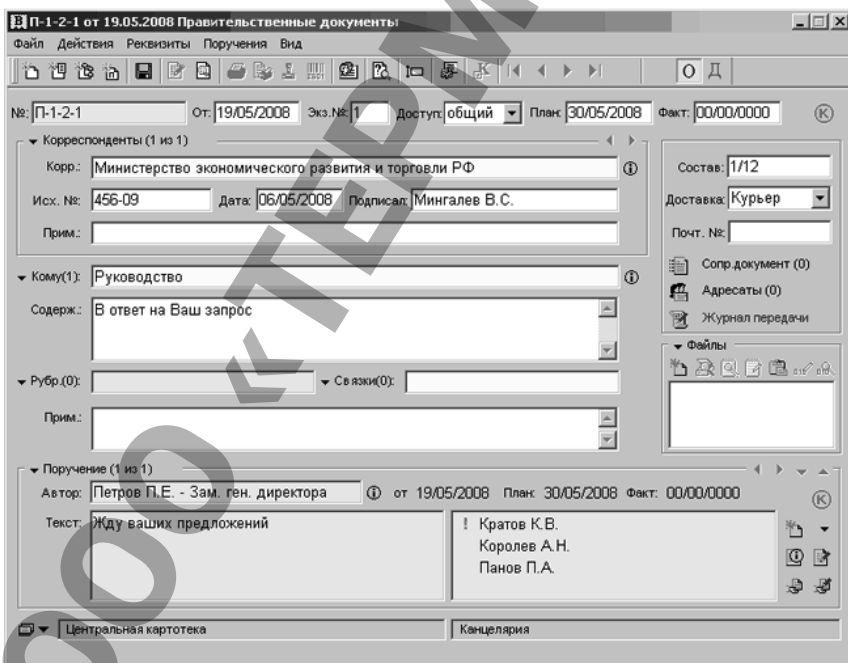 П-1-2-1 от 19.05.2008 Правительственные документы
Файл Действия Реквизиты Поручения Вид
О Д
№: П-1-2-1 От: 19/05/2008 Экз.№: 1 Доступ: общий План: 30/05/2008 Факт: 00/00/0000
Корреспонденты (1 из 1)
Корр.: Министерство экономического развития и торговли РФ
Исх. №: 456-09 Дата: 06/05/2008 Подписал: Мингалев В.С.
Прим.:
Состав: 1/12
Доставка: Курьер
Почт. №:
Сопр.документ (0)
Адресаты (0)
Журнал передачи
Кому(1): Руководство
Содерж.: В ответ на Ваш запрос
Файлы
Рубр.(0): Связки(0):
Прим.:
Поручение (1 из 1)
Автор: Петров П.Е. - Зам. ген. директора от 19/05/2008 План: 30/05/2008 Факт: 00/00/0000
Текст: Жду ваших предложений
! Кратов К.В.
Королев А.Н.
Панов П.А.
Центральная картотека Канцелярия
ООО «ТЕРМ